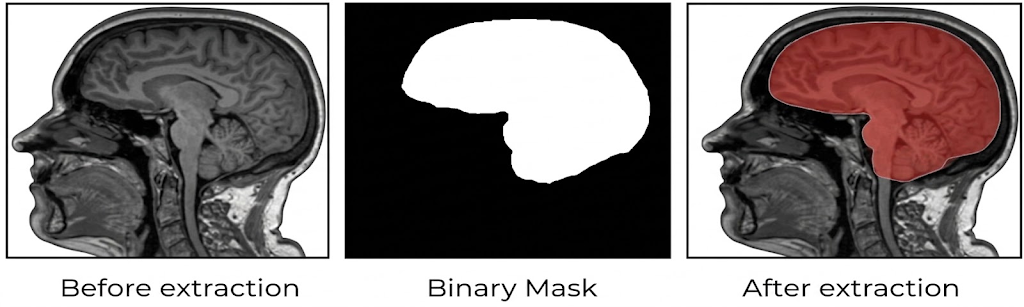 Before extraction
Binary Mask
After extraction